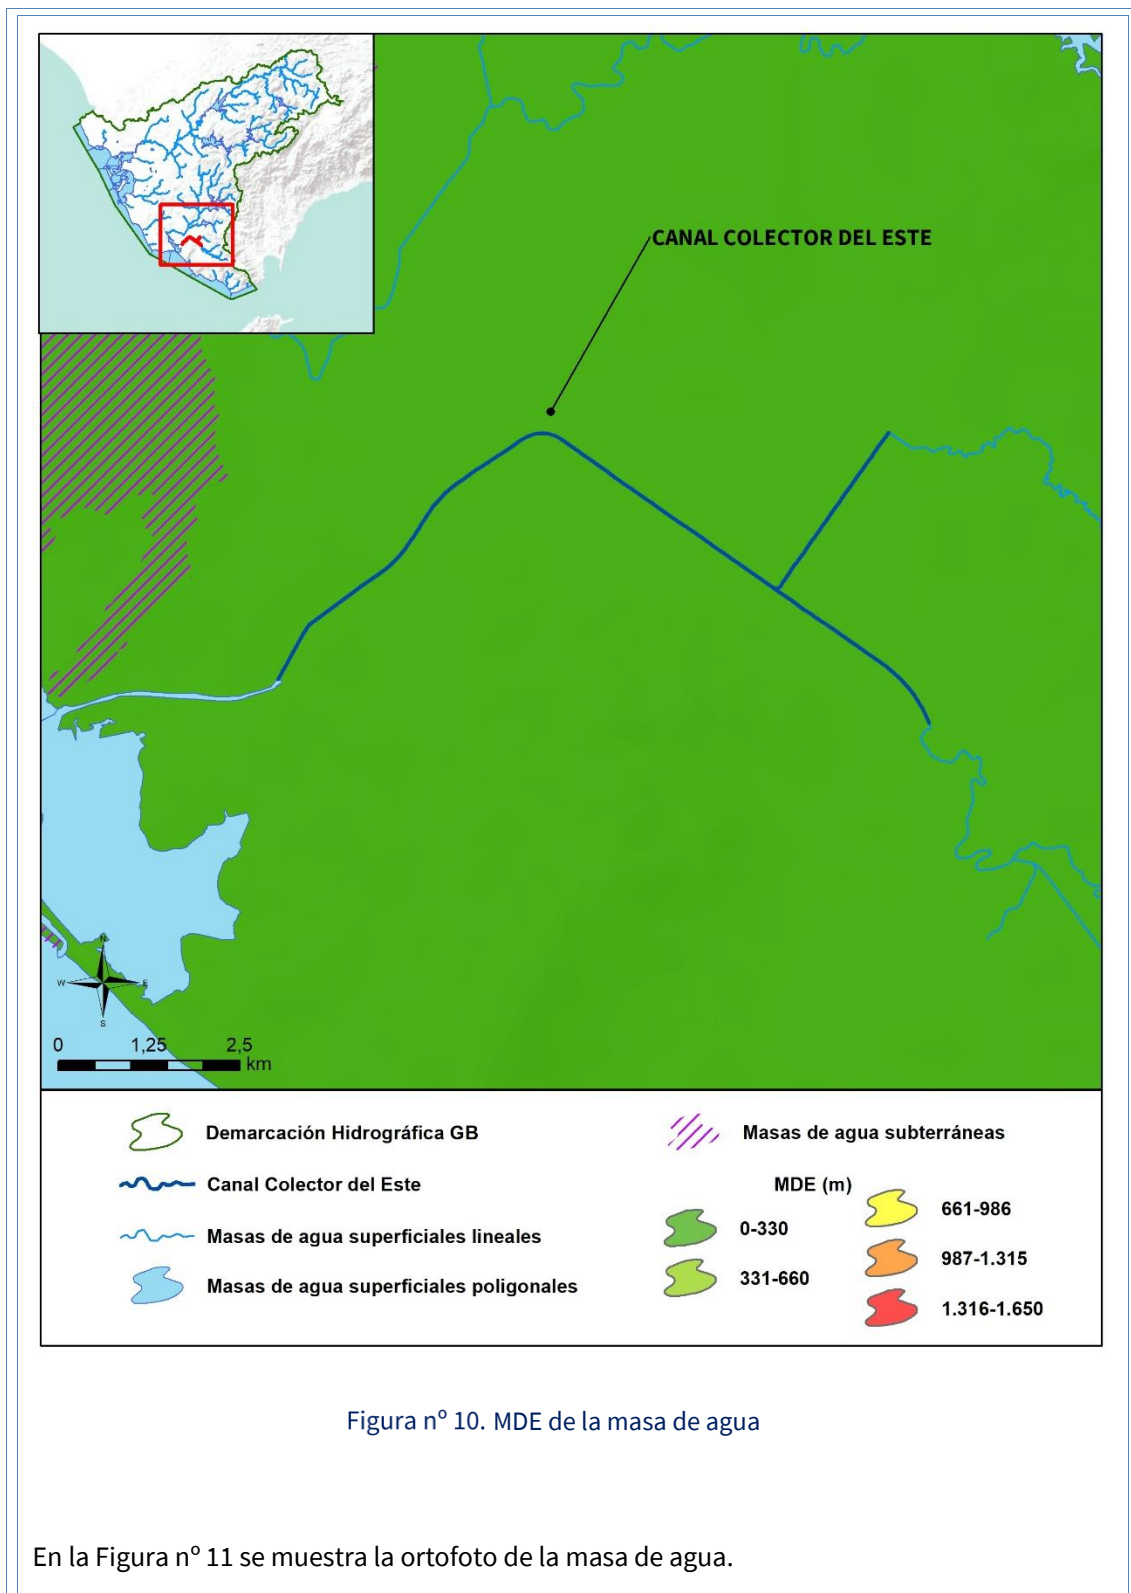 CANAL COLECTOR DEL ESTE
N
W
E
S
0 1,25 2,5
km
Demarcación Hidrográfica GB
Canal Colector del Este
Masas de agua superficiales lineales
Masas de agua superficiales poligonales
Masas de agua subterráneas
MDE (m)
0-330
331-660
661-986
987-1.315
1.316-1.650
Figura nº 10. MDE de la masa de agua
En la Figura nº 11 se muestra la ortofoto de la masa de agua.